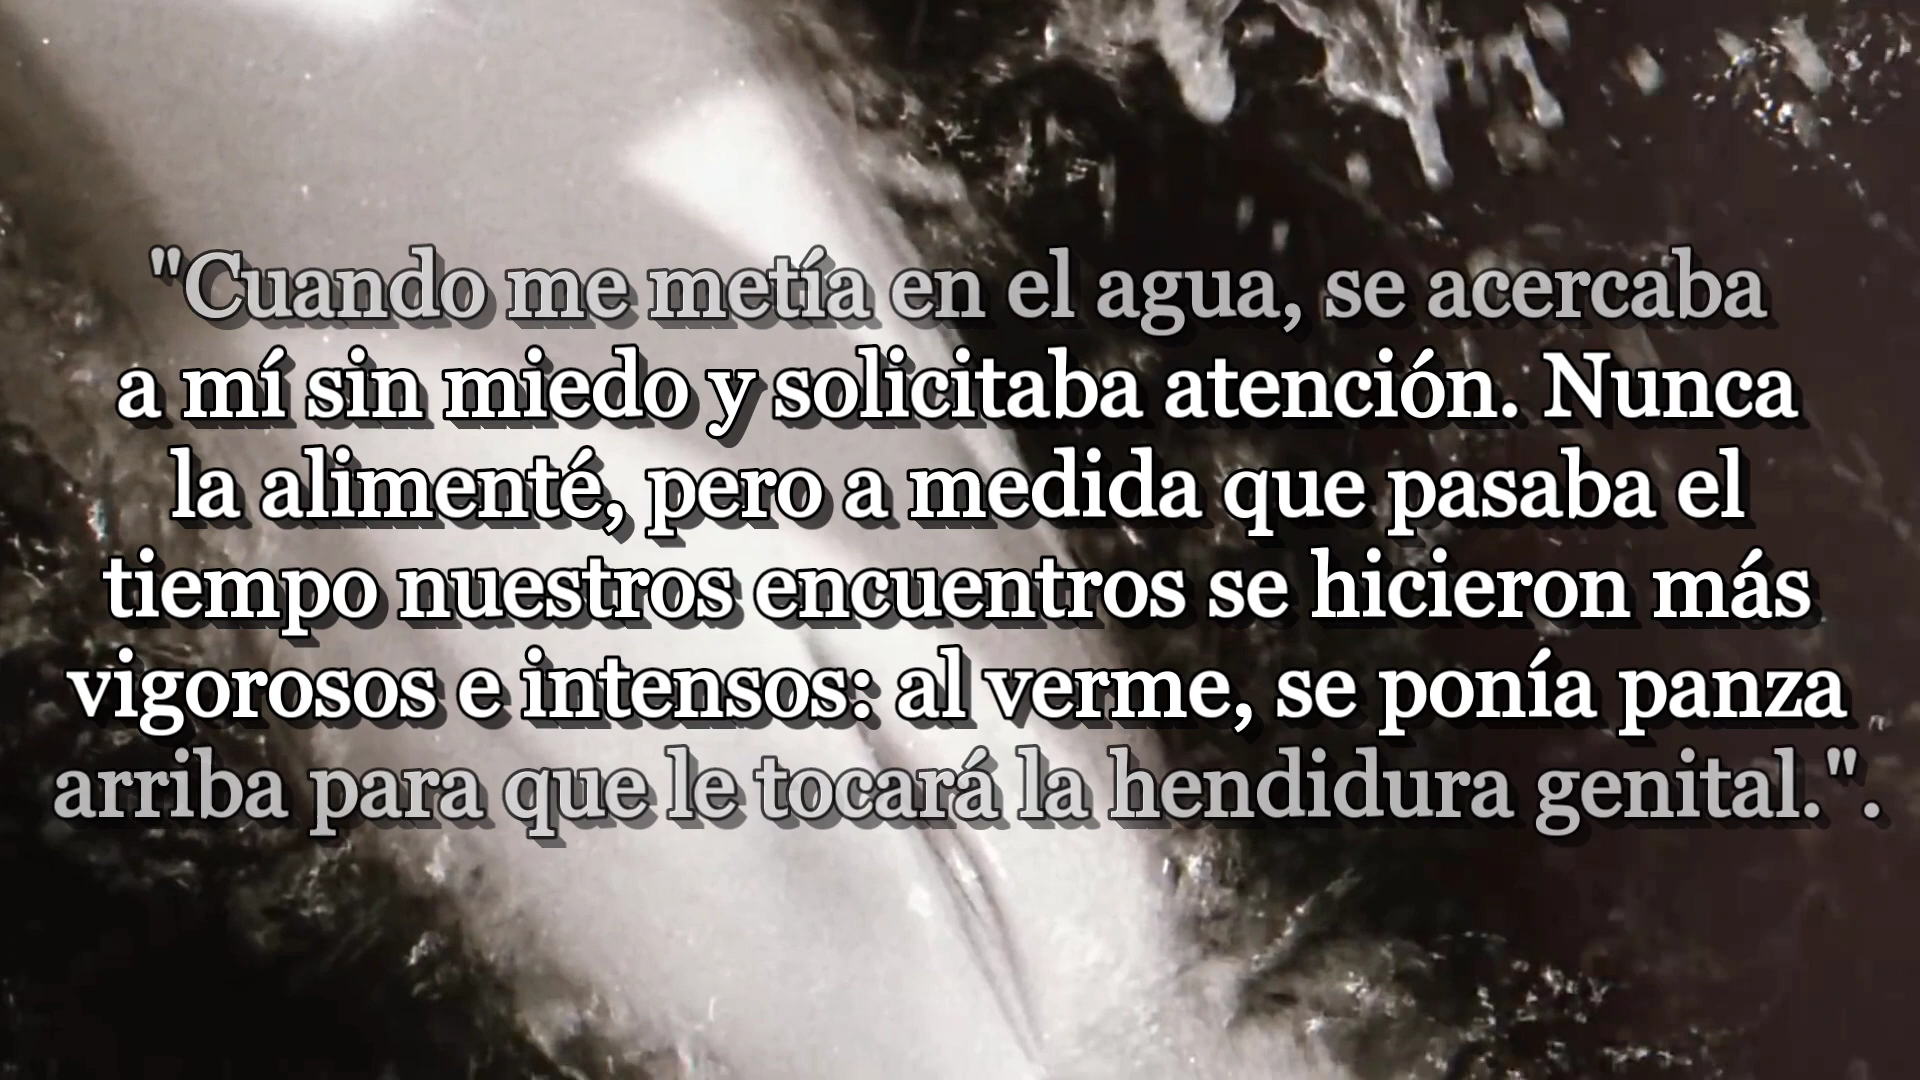 "Cuando me metía en el agua, se acercaba
a mí sin miedo y solicitaba atención. Nunca
la alimenté, pero a medida que pasaba el
tiempo nuestros encuentros se hicieron más
vigorosos e intensos: al verme, se ponía panza
arriba para que le tocará la hendidura genital.".